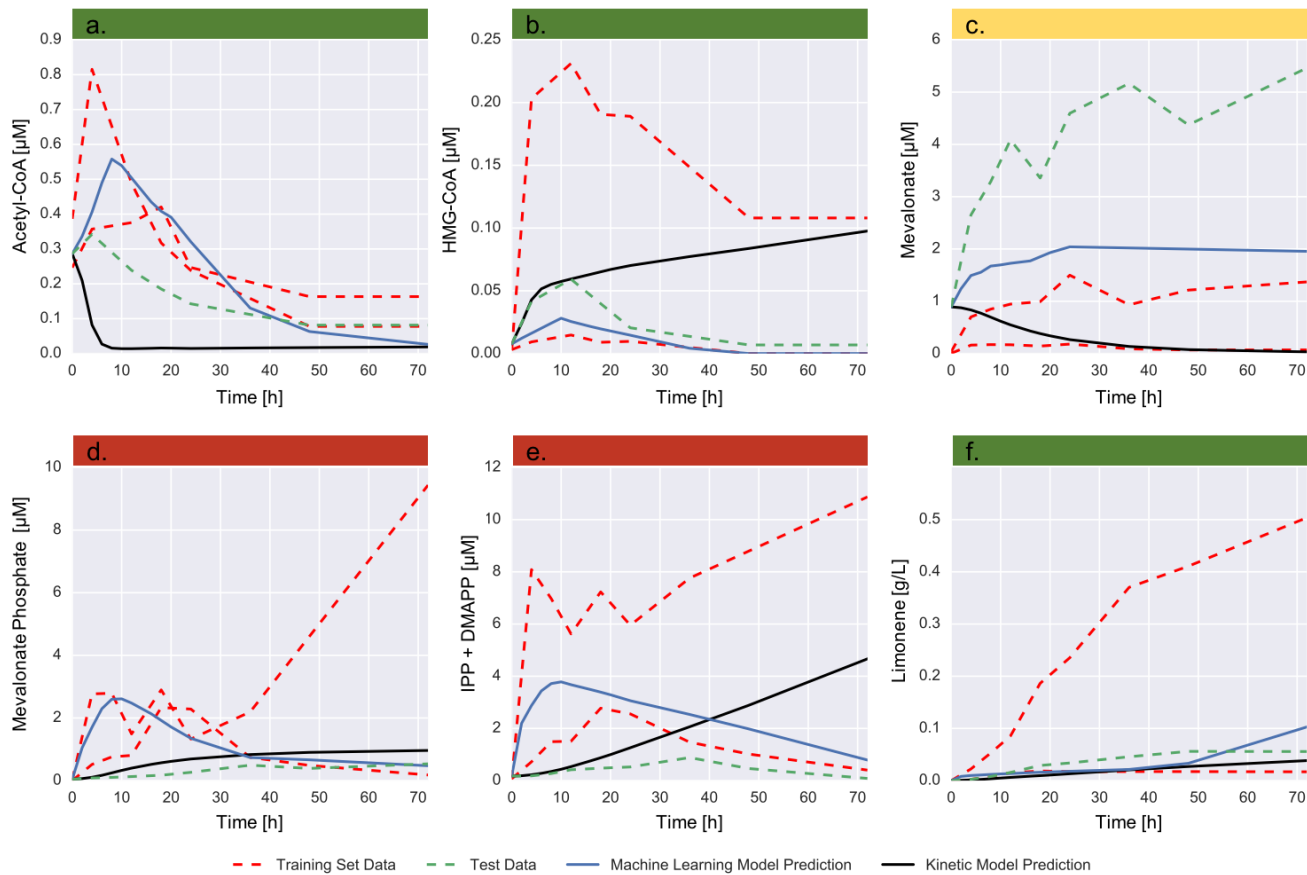 a.
0.9
0.8
0.7
0.6
0.5
0.4
0.3
0.2
0.1
0.0
Acetyl-CoA [µM]
0 10 20 30 40 50 60 70
Time [h]
b.
0.25
0.20
0.15
0.10
0.05
0.00
HMG-CoA [µM]
0 10 20 30 40 50 60 70
Time [h]
c.
6
5
4
3
2
1
0
Mevalonate [µM]
0 10 20 30 40 50 60 70
Time [h]
d.
10
8
6
4
2
0
Mevalonate Phosphate [µM]
0 10 20 30 40 50 60 70
Time [h]
e.
12
10
8
6
4
2
0
IPP + DMAPP [µM]
0 10 20 30 40 50 60 70
Time [h]
f.
0.5
0.4
0.3
0.2
0.1
0.0
Limonene [g/L]
0 10 20 30 40 50 60 70
Time [h]
Training Set Data Test Data Machine Learning Model Prediction Kinetic Model Prediction